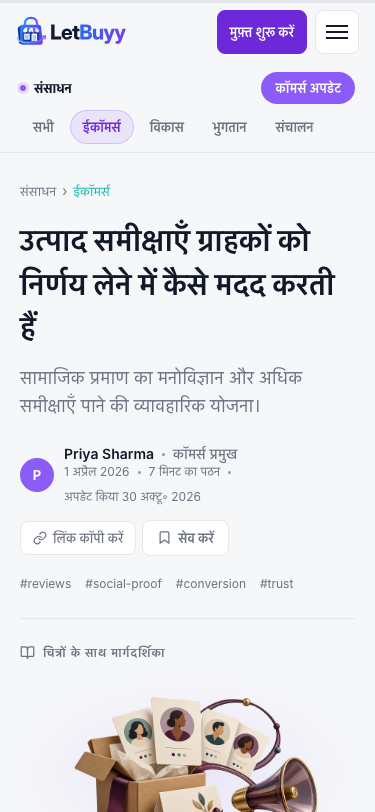 LetBuyy
मुफ़्त शुरू करें
संसाधन
कॉमर्स अपडेट
सभी
ईकॉमर्स
विकास
भुगतान
संचालन
संसाधन › ईकॉमर्स
उत्पाद समीक्षाएँ ग्राहकों को
निर्णय लेने में कैसे मदद करती
हैं
सामाजिक प्रमाण का मनोविज्ञान और अधिक
समीक्षाएँ पाने की व्यावहारिक योजना।
P
Priya Sharma • कॉमर्स प्रमुख
1 अप्रैल 2026 • 7 मिनट का पठन •
अपडेट किया 30 अक्टू॰ 2026
लिंक कॉपी करें
सेव करें
#reviews #social-proof #conversion #trust
चित्रों के साथ मार्गदर्शिका